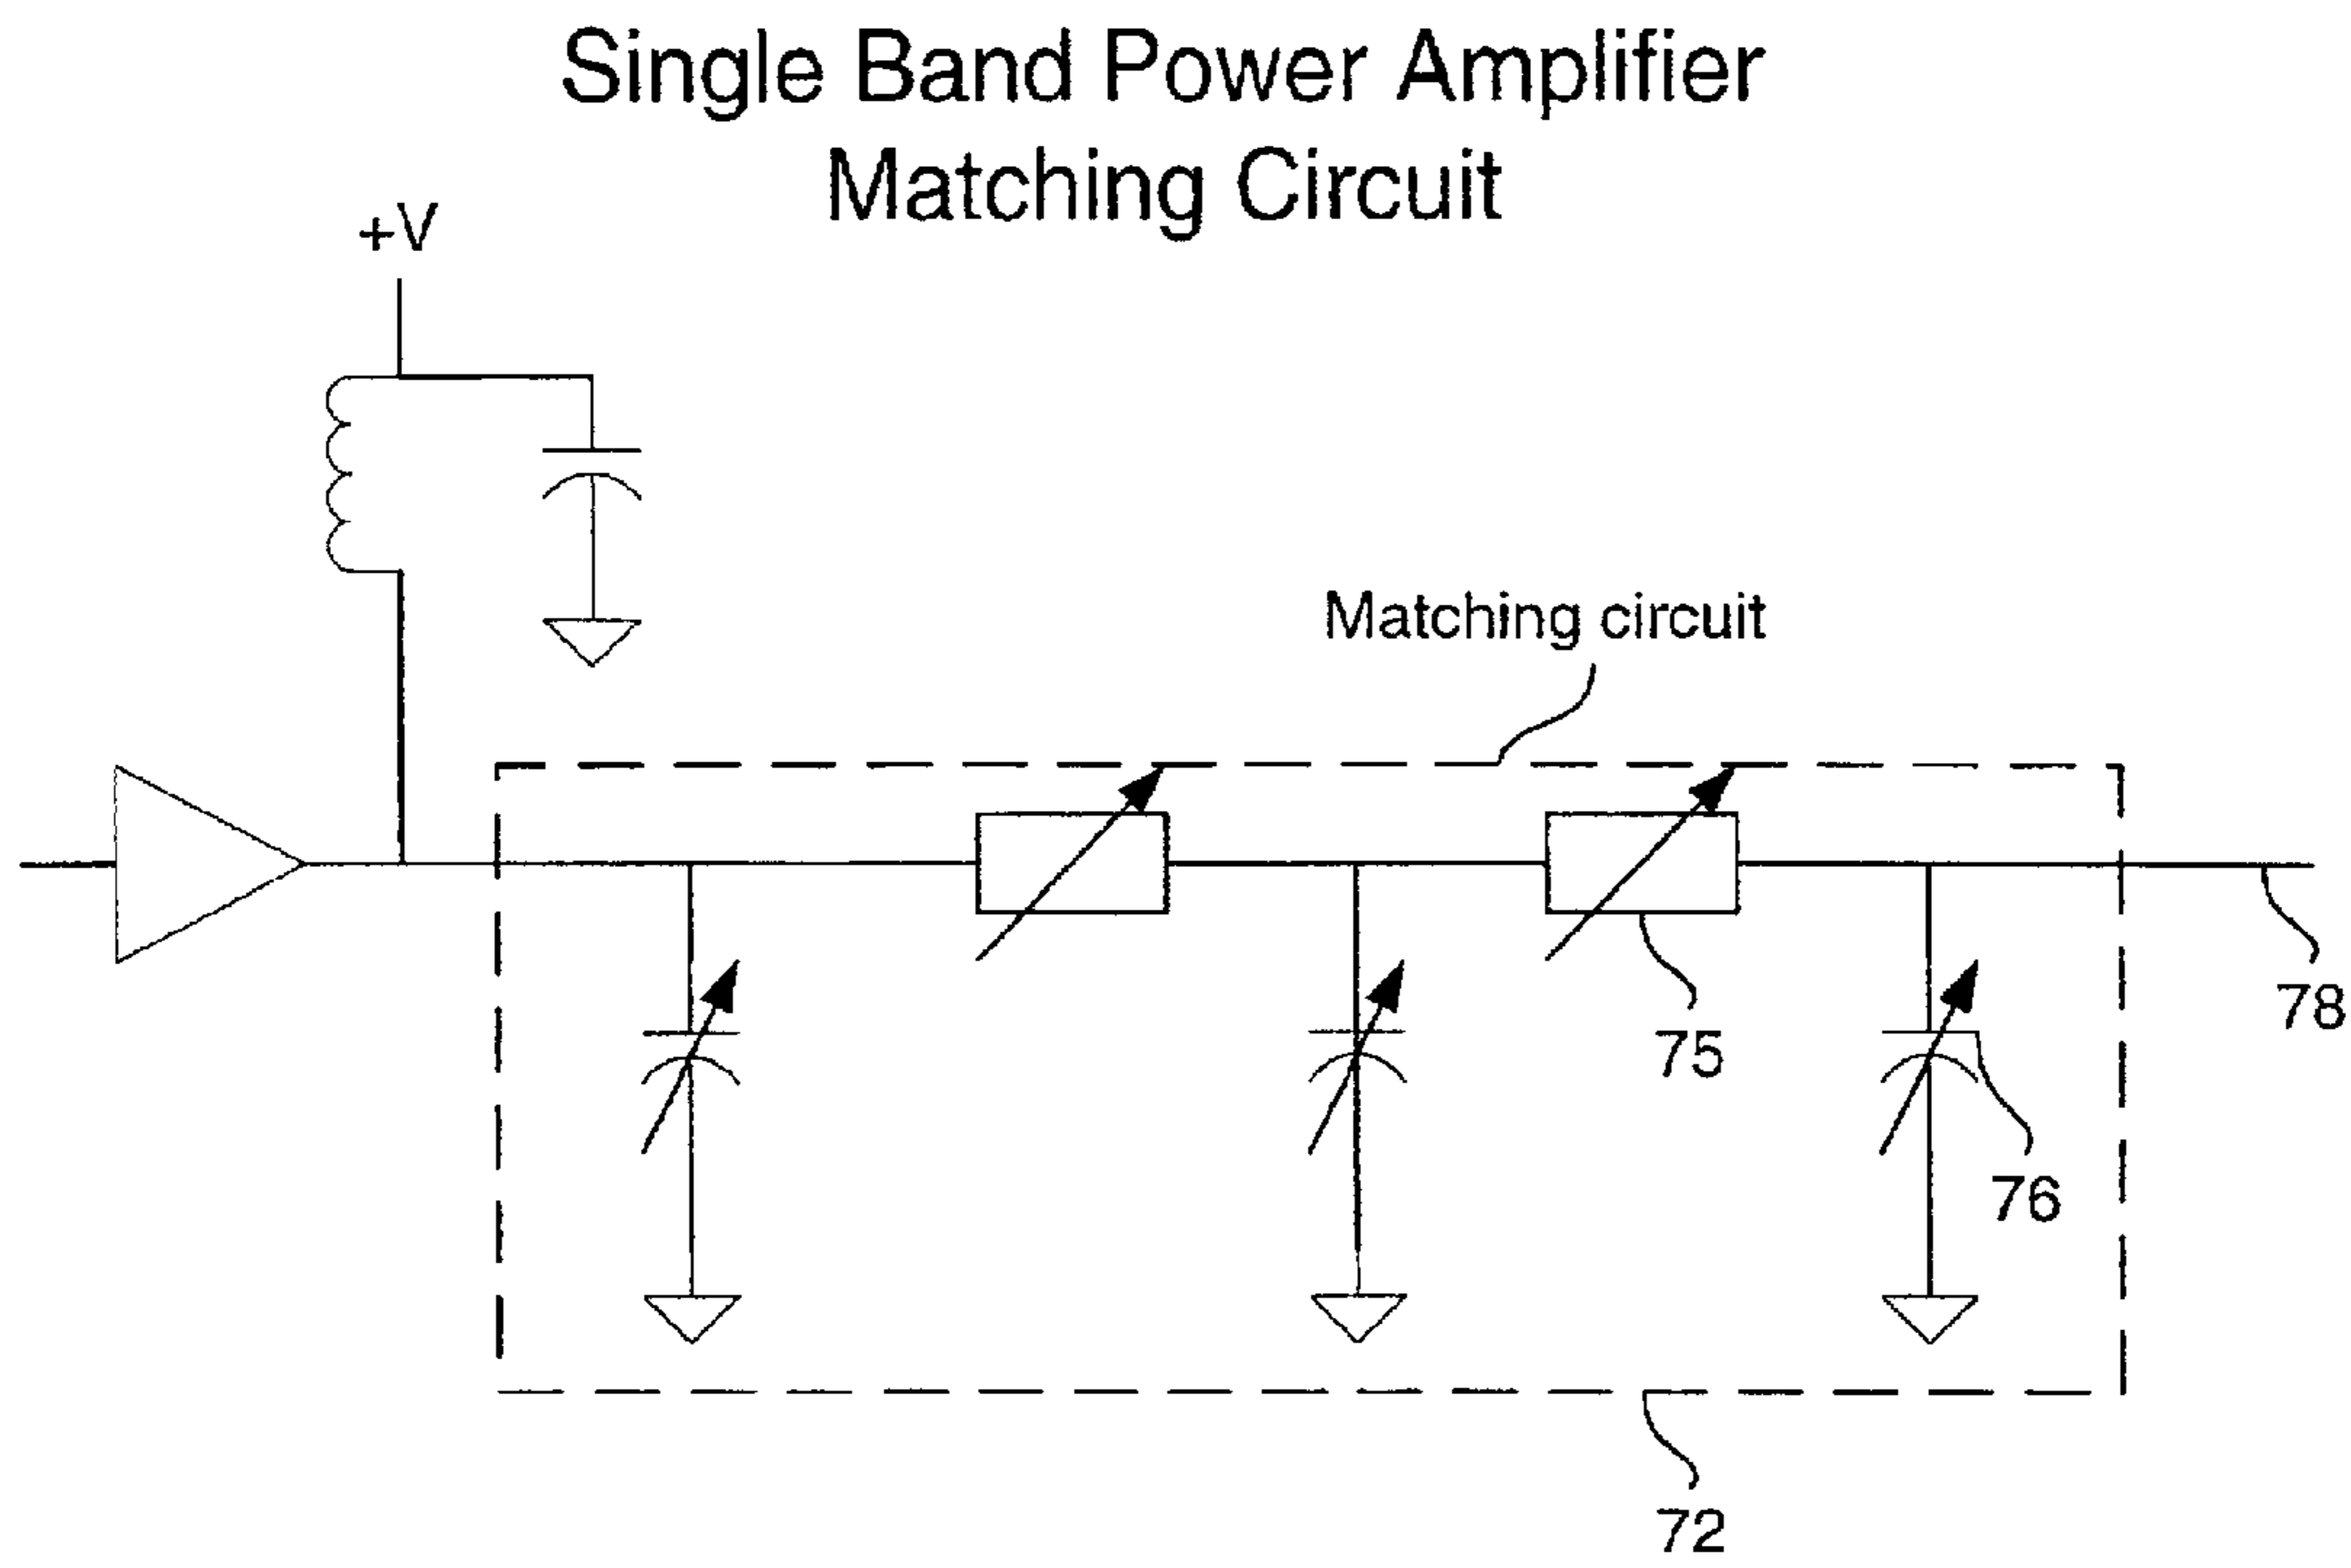 Single Band Power Amplifier
Matching Circuit
+V
Matching circuit
78
75
76
72